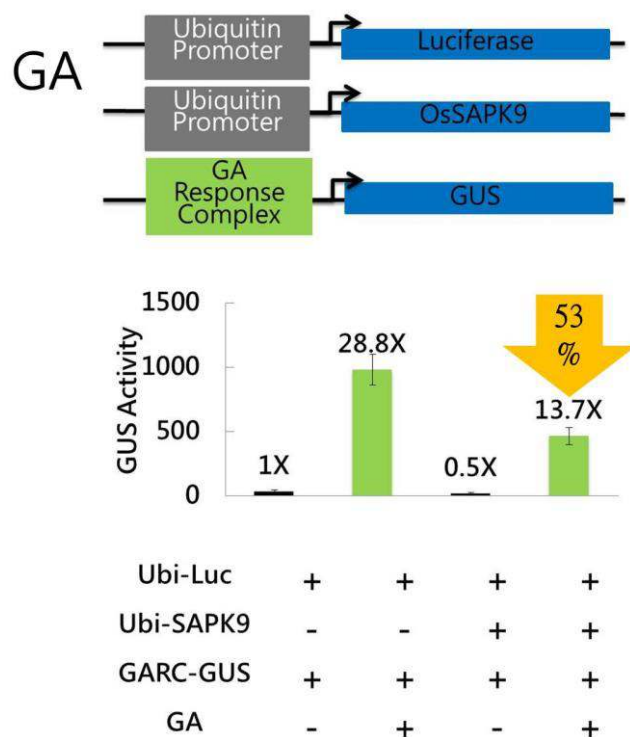 GA
Ubiquitin
Promoter
Luciferase
Ubiquitin
Promoter
OsSAPK9
GA
Response
Complex
GUS
GUS Activity
1500
1000
500
0
1X
28.8X
0.5X
13.7X
53
%
Ubi-Luc + + + +
Ubi-SAPK9 - - + +
GARC-GUS + + + +
GA - + - +